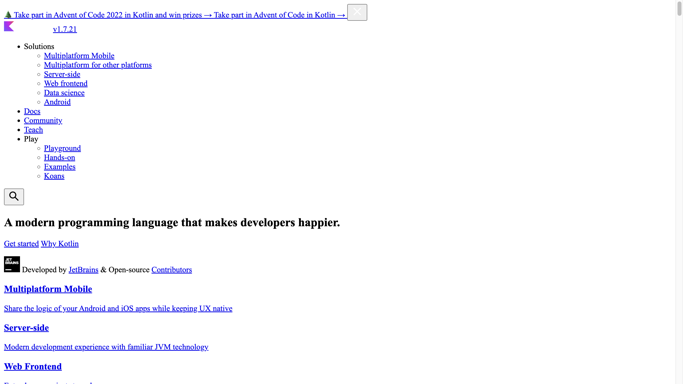 🎄 Take part in Advent of Code 2022 in Kotlin and win prizes → Take part in Advent of Code in Kotlin →
v1.7.21
Solutions
Multiplatform Mobile
Multiplatform for other platforms
Server-side
Web frontend
Data science
Android
Docs
Community
Teach
Play
Playground
Hands-on
Examples
Koans
A modern programming language that makes developers happier.
Get started Why Kotlin
JET BRAINS Developed by JetBrains & Open-source Contributors
Multiplatform Mobile
Share the logic of your Android and iOS apps while keeping UX native
Server-side
Modern development experience with familiar JVM technology
Web Frontend